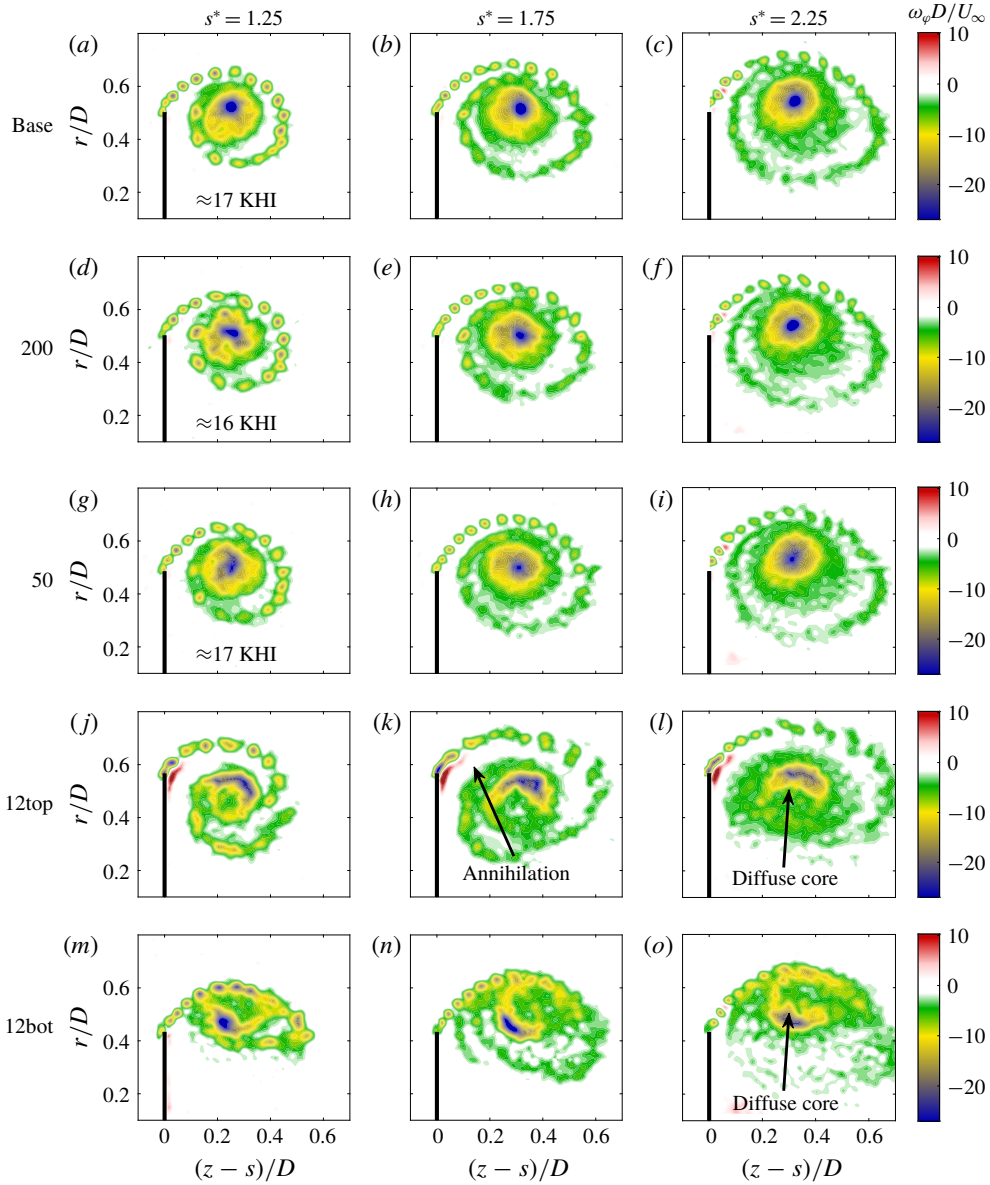 s* = 1.25
s* = 1.75
s* = 2.25
ω_φ D/U_∞
(a)
(b)
(c)
Base
r/D
0.6
0.4
0.2
≈17 KHI
10
0
−10
−20
(d)
(e)
(f)
200
r/D
0.6
0.4
0.2
≈16 KHI
10
0
−10
−20
(g)
(h)
(i)
50
r/D
0.6
0.4
0.2
≈17 KHI
10
0
−10
−20
(j)
(k)
(l)
12top
r/D
0.6
0.4
0.2
Annihilation
Diffuse core
10
0
−10
−20
(m)
(n)
(o)
12bot
r/D
0.6
0.4
0.2
Diffuse core
10
0
−10
−20
0 0.2 0.4 0.6
0 0.2 0.4 0.6
0 0.2 0.4 0.6
(z − s)/D
(z − s)/D
(z − s)/D